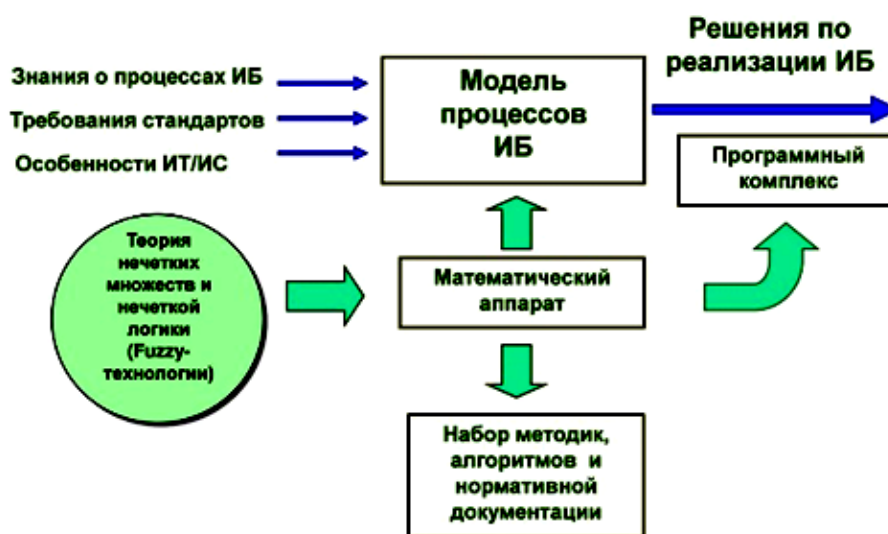 Знания о процессах ИБ
Требования стандартов
Особенности ИТ/ИС
Модель
процессов
ИБ
Решения по
реализации ИБ
Программный
комплекс
Теория
нечетких
множеств и
нечеткой
логики
(Fuzzy-
технологии)
Математический
аппарат
Набор методик,
алгоритмов и
нормативной
документации